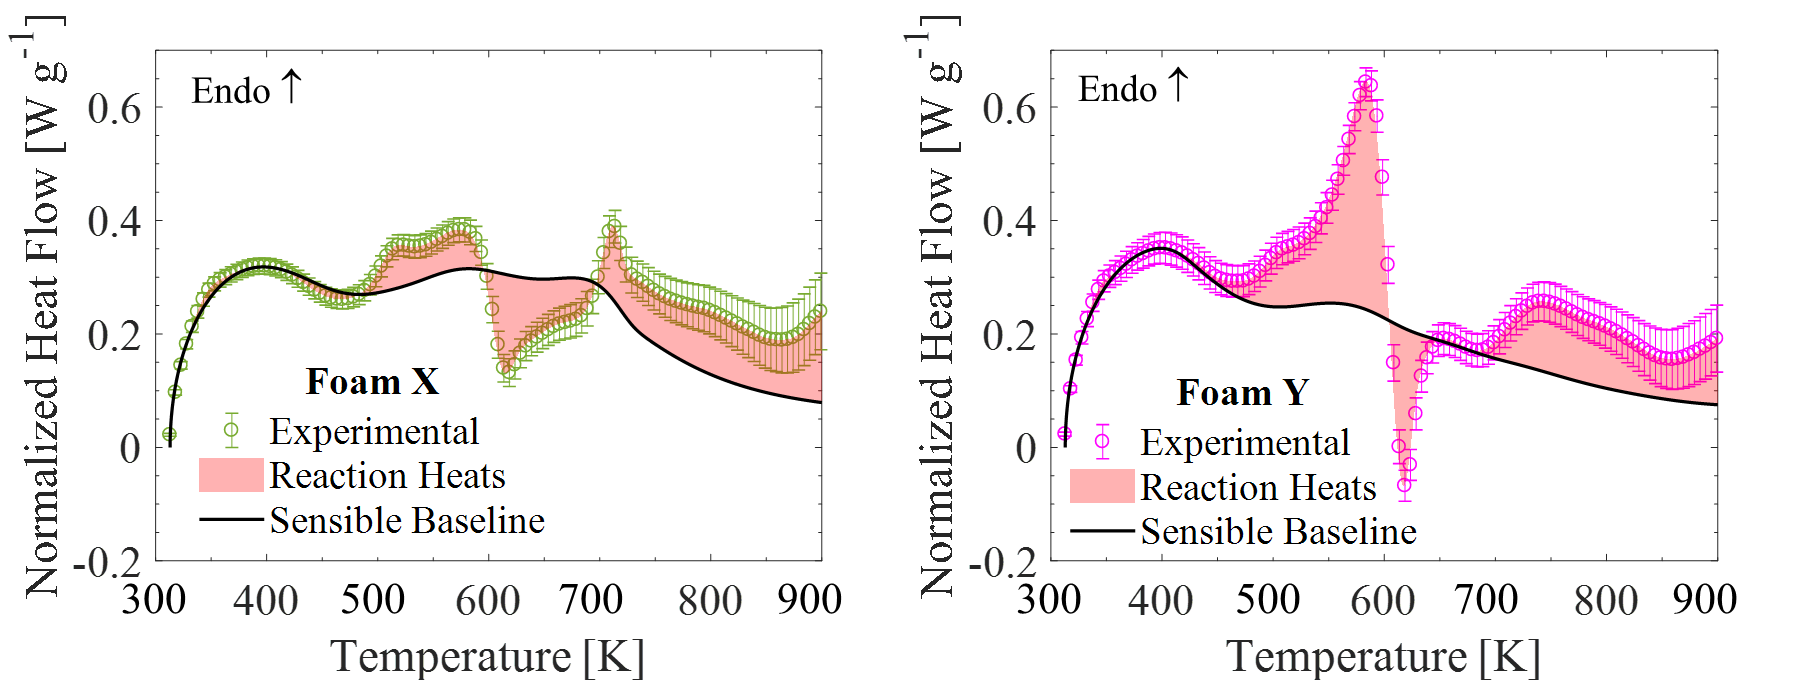 Normalized Heat Flow [W g⁻¹]
0.6
0.4
0.2
0
-0.2
Endo ↑
Foam X
Experimental
Reaction Heats
Sensible Baseline
300 400 500 600 700 800 900
Temperature [K]
Normalized Heat Flow [W g⁻¹]
0.6
0.4
0.2
0
-0.2
Endo ↑
Foam Y
Experimental
Reaction Heats
Sensible Baseline
300 400 500 600 700 800 900
Temperature [K]